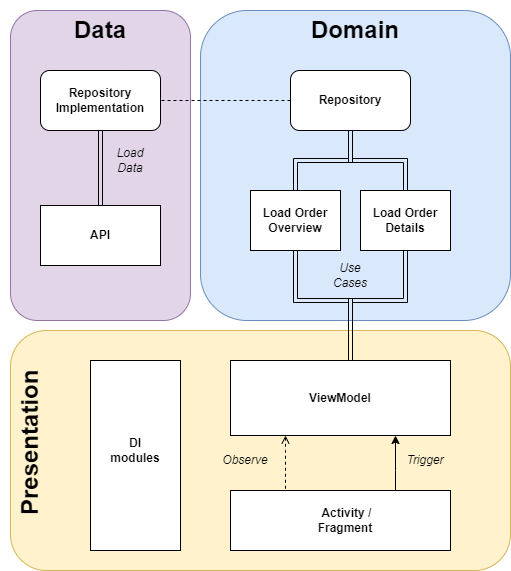 Data
Domain
Repository
Implementation
Repository
Load
Data
API
Load Order
Overview
Load Order
Details
Use
Cases
Presentation
DI
modules
ViewModel
Observe
Trigger
Activity /
Fragment